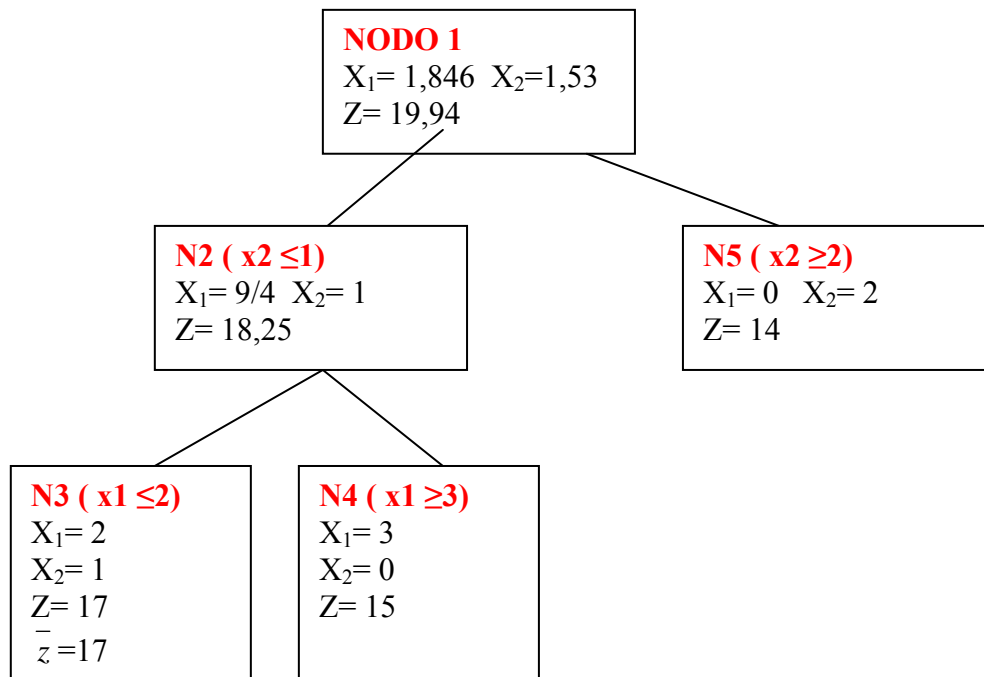 NODO 1
X₁= 1,846 X₂=1,53
Z= 19,94
N2 ( x2 ≤1)
X₁= 9/4 X₂= 1
Z= 18,25
N5 ( x2 ≥2)
X₁= 0 X₂= 2
Z= 14
N3 ( x1 ≤2)
X₁= 2
X₂= 1
Z= 17
z̄ =17
N4 ( x1 ≥3)
X₁= 3
X₂= 0
Z= 15